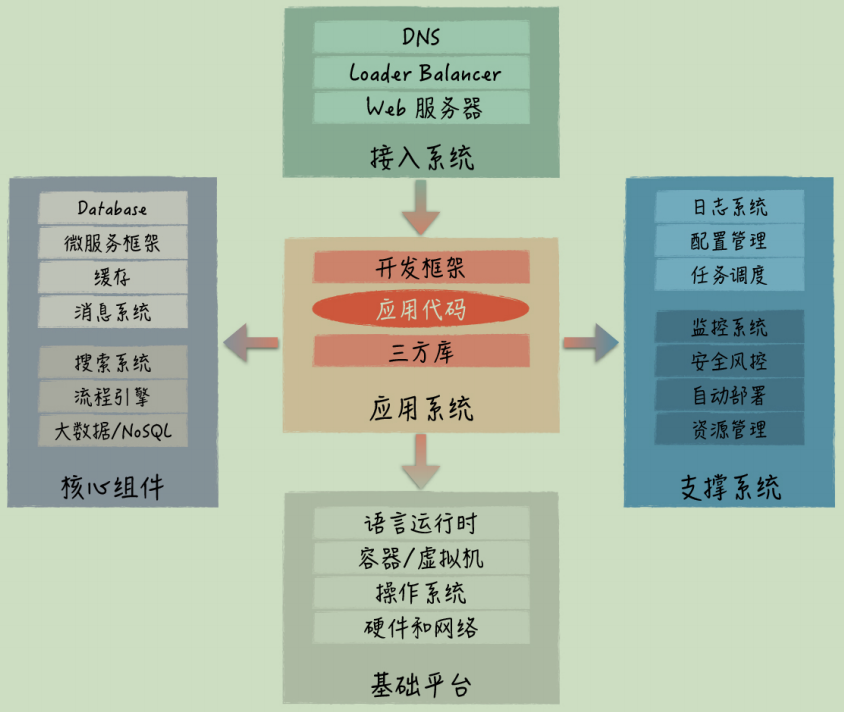 DNS
Loader Balancer
Web 服务器
接入系统
Database
微服务框架
缓存
消息系统
搜索系统
流程引擎
大数据/NoSQL
核心组件
开发框架
应用代码
三方库
应用系统
日志系统
配置管理
任务调度
监控系统
安全风控
自动部署
资源管理
支撑系统
语言运行时
容器/虚拟机
操作系统
硬件和网络
基础平台